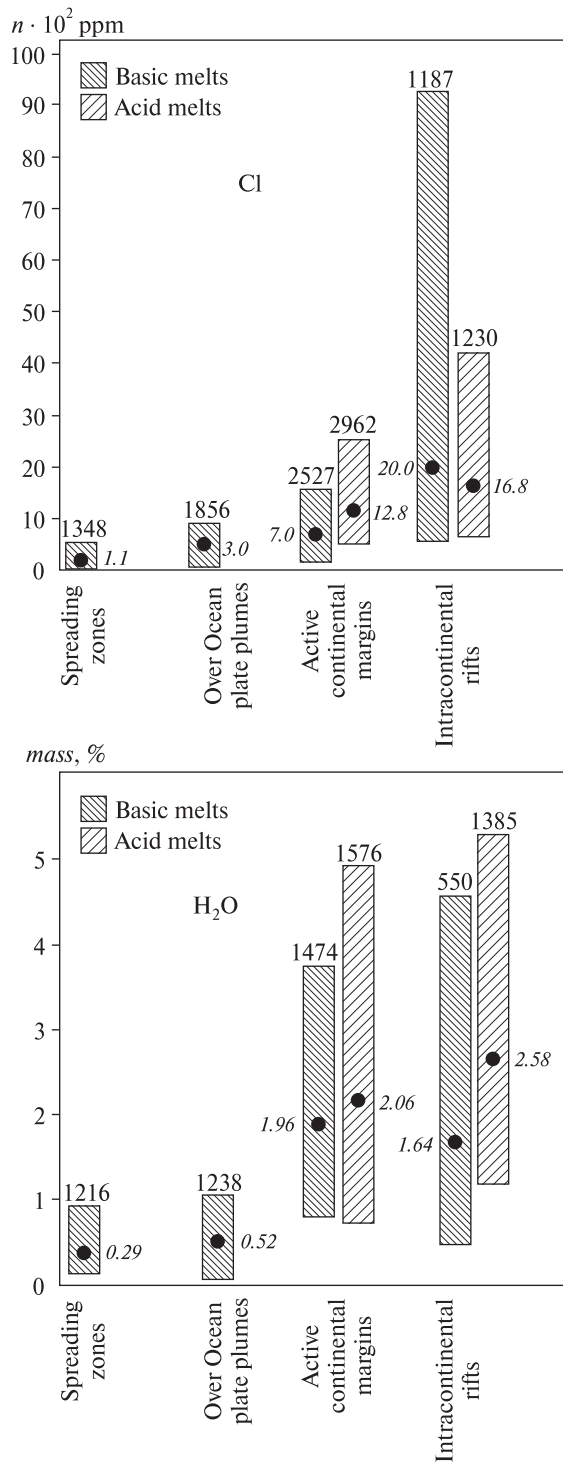 n · 10² ppm
100
90
80
70
60
50
40
30
20
10
0
Basic melts
Acid melts
Cl
1348
1.1
1856
3.0
2527
7.0
2962
12.8
1187
20.0
1230
16.8
Spreading
zones
Over Ocean
plate plumes
Active
continental
margins
Intracontinental
rifts
mass, %
5
4
3
2
1
0
Basic melts
Acid melts
H₂O
1216
0.29
1238
0.52
1474
1.96
1576
2.06
550
1.64
1385
2.58
Spreading
zones
Over Ocean
plate plumes
Active
continental
margins
Intracontinental
rifts